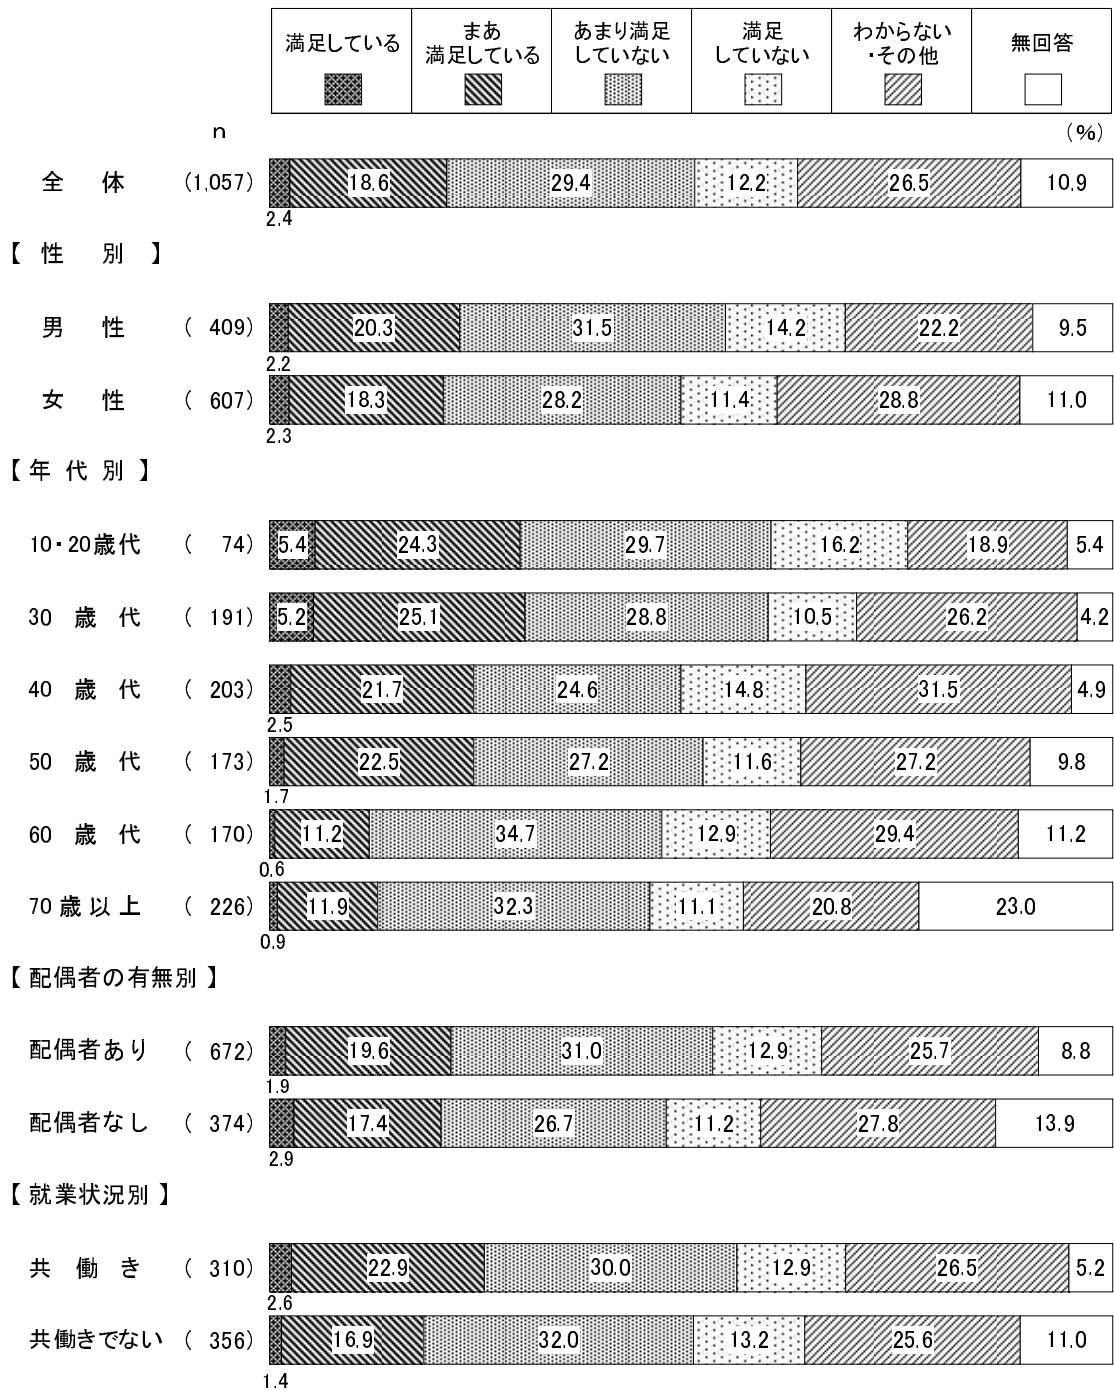 満足している
まあ
満足している
あまり満足
していない
満足
していない
わからない
・その他
無回答
n
(%)
全 体 (1,057) 18.6 29.4 12.2 26.5 10.9
2.4
【 性 別 】
男 性 ( 409) 20.3 31.5 14.2 22.2 9.5
2.2
女 性 ( 607) 18.3 28.2 11.4 28.8 11.0
2.3
【 年 代 別 】
10・20歳代 ( 74) 5.4 24.3 29.7 16.2 18.9 5.4
30 歳 代 ( 191) 5.2 25.1 28.8 10.5 26.2 4.2
40 歳 代 ( 203) 21.7 24.6 14.8 31.5 4.9
2.5
50 歳 代 ( 173) 22.5 27.2 11.6 27.2 9.8
1.7
60 歳 代 ( 170) 11.2 34.7 12.9 29.4 11.2
0.6
70 歳 以 上 ( 226) 11.9 32.3 11.1 20.8 23.0
0.9
【 配偶者の有無別 】
配偶者あり ( 672) 19.6 31.0 12.9 25.7 8.8
1.9
配偶者なし ( 374) 17.4 26.7 11.2 27.8 13.9
2.9
【 就業状況別 】
共 働 き ( 310) 22.9 30.0 12.9 26.5 5.2
2.6
共働きでない ( 356) 16.9 32.0 13.2 25.6 11.0
1.4